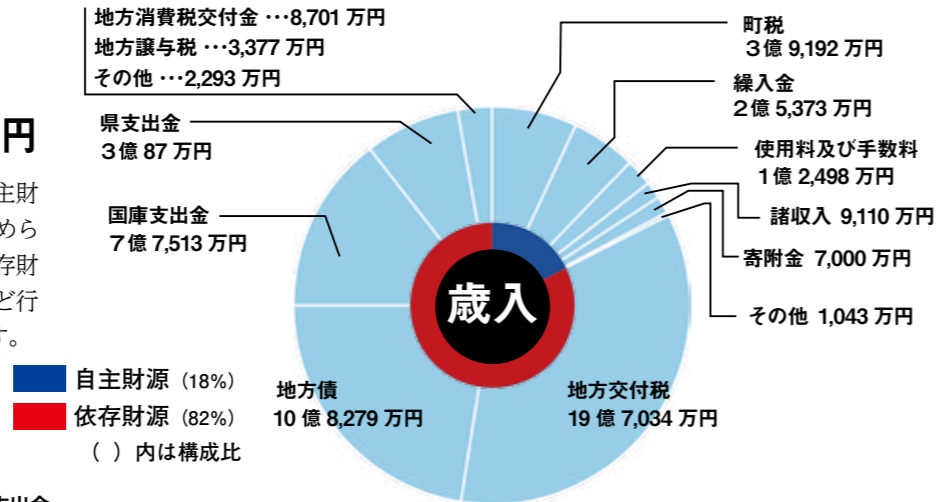 地方消費税交付金 …8,701 万円
地方譲与税 …3,377 万円
その他 …2,293 万円
町税
3億 9,192 万円
繰入金
2億 5,373 万円
使用料及び手数料
1億 2,498 万円
諸収入 9,110 万円
寄附金 7,000 万円
その他 1,043 万円
県支出金
3億 87 万円
国庫支出金
7億 7,513 万円
歳入
地方債
10 億 8,279 万円
地方交付税
19 億 7,034 万円
円
主財
めら
存財
ど行
す。
自主財源(18%)
依存財源(82%)
( )内は構成比